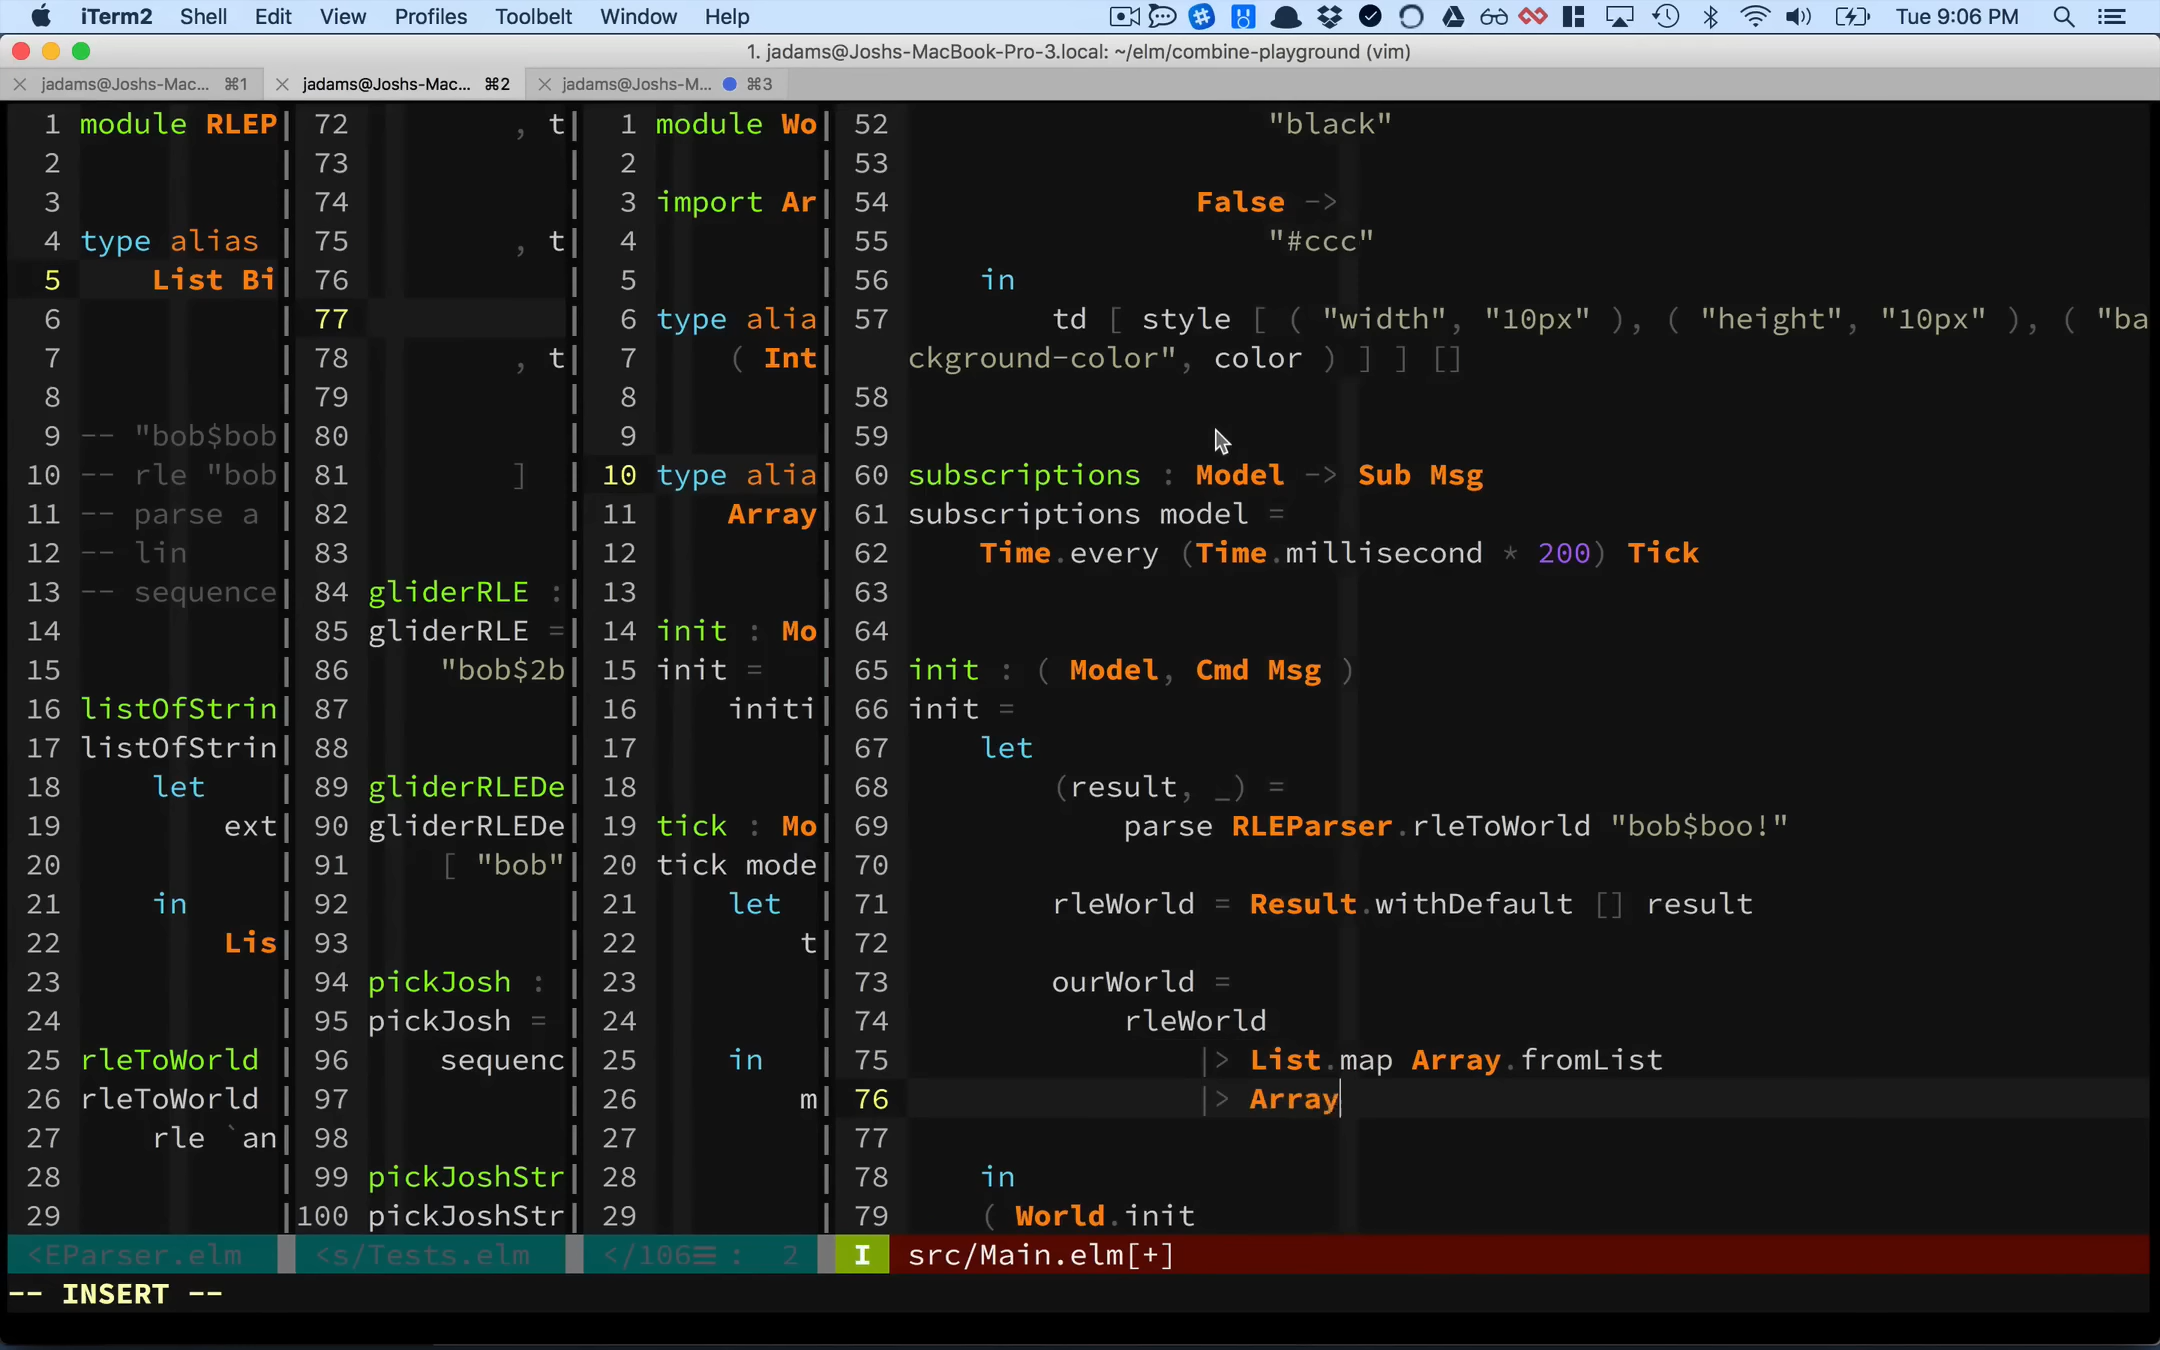 iTerm2 Shell Edit View Profiles Toolbelt Window Help Tue 9:06 PM
1. jadams@Joshs-MacBook-Pro-3.local: ~/elm/combine-playground (vim)
jadams@Joshs-Mac... ⌘1 jadams@Joshs-Mac... ⌘2 jadams@Joshs-M... ⌘3
1 module RLEP
2
3
4 type alias
5 List Bi
6
7
8
9 -- "bob$bob
10 -- rle "bob
11 -- parse a
12 -- lin
13 -- sequence
14
15
16 listOfStrin
17 listOfStrin
18 let
19 ext
20
21 in
22 Lis
23
24
25 rleToWorld
26 rleToWorld
27 rle `an
28
29
<EParser.elm
72 , t
73
74
75 , t
76
77
78 , t
79
80
81 ]
82
83
84 gliderRLE :
85 gliderRLE =
86 "bob$2b
87
88
89 gliderRLEDe
90 gliderRLEDe
91 [ "bob"
92
93
94 pickJosh :
95 pickJosh =
96 sequenc
97
98
99 pickJoshStr
100 pickJoshStr
<s/Tests.elm
1 module Wo
2
3 import Ar
4
5
6 type alia
7 ( Int
8
9
10 type alia
11 Array
12
13
14 init : Mo
15 init =
16 initi
17
18
19 tick : Mo
20 tick mode
21 let
22 t
23
24
25 in
26 m
27
28
29
</106☰ : 2
52 "black"
53
54 False ->
55 "#ccc"
56 in
57 td [ style [ ( "width", "10px" ), ( "height", "10px" ), ( "ba
ckground-color", color ) ] ] []
58
59
60 subscriptions : Model -> Sub Msg
61 subscriptions model =
62 Time.every (Time.millisecond * 200) Tick
63
64
65 init : ( Model, Cmd Msg )
66 init =
67 let
68 (result, _) =
69 parse RLEParser.rleToWorld "bob$boo!"
70
71 rleWorld = Result.withDefault [] result
72
73 ourWorld =
74 rleWorld
75 |> List.map Array.fromList
76 |> Array
77
78 in
79 ( World.init
I src/Main.elm[+]
-- INSERT --